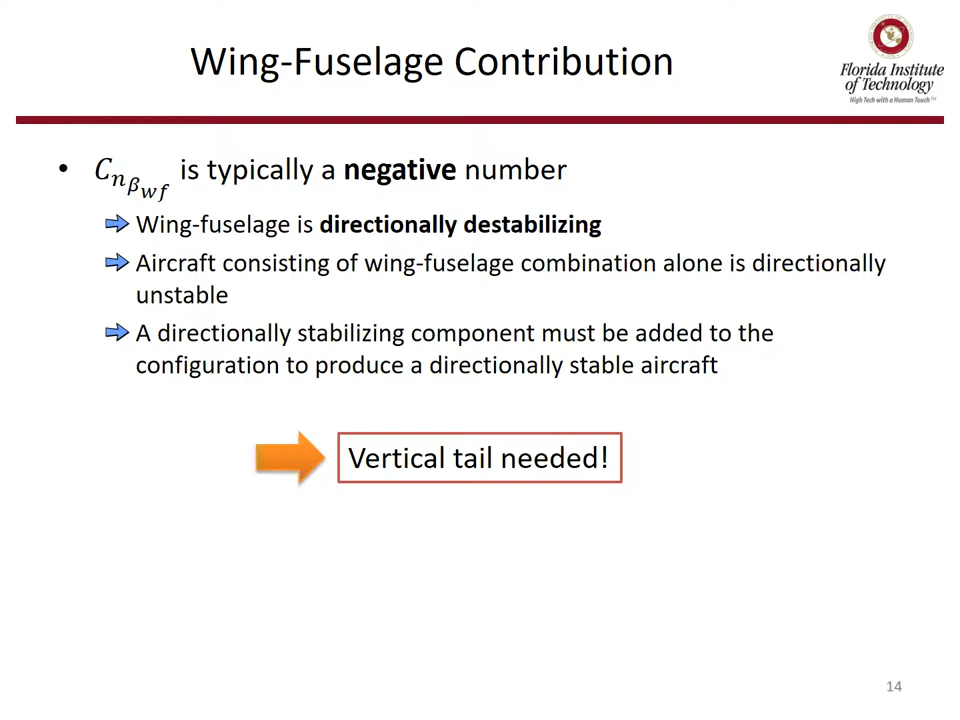 Wing-Fuselage Contribution
Florida Institute
of Technology
High Tech with a Human Touch™
• C_{n_{β_{wf}}} is typically a negative number
Wing-fuselage is directionally destabilizing
Aircraft consisting of wing-fuselage combination alone is directionally
unstable
A directionally stabilizing component must be added to the
configuration to produce a directionally stable aircraft
Vertical tail needed!
14